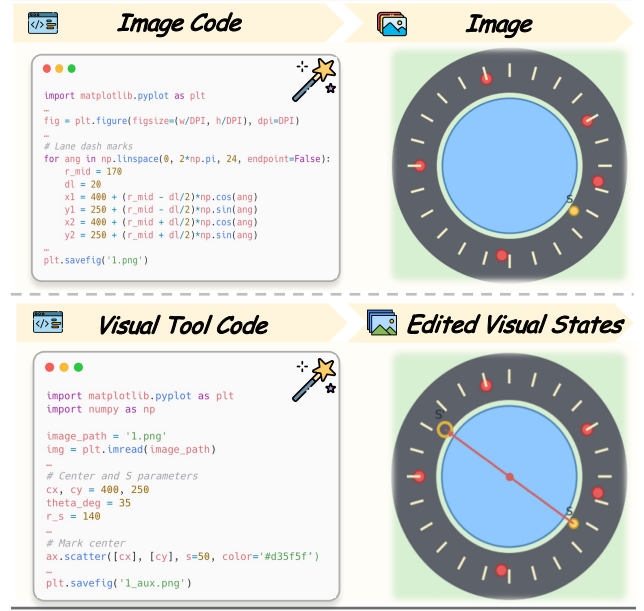 Image Code
Image
import matplotlib.pyplot as plt
…
fig = plt.figure(figsize=(w/DPI, h/DPI), dpi=DPI)
…
# Lane dash marks
for ang in np.linspace(0, 2*np.pi, 24, endpoint=False):
    r_mid = 170
    dl = 20
    x1 = 400 + (r_mid - dl/2)*np.cos(ang)
    y1 = 250 + (r_mid - dl/2)*np.sin(ang)
    x2 = 400 + (r_mid + dl/2)*np.cos(ang)
    y2 = 250 + (r_mid + dl/2)*np.sin(ang)
…
plt.savefig('1.png')
S
Visual Tool Code
Edited Visual States
import matplotlib.pyplot as plt
import numpy as np
image_path = '1.png'
img = plt.imread(image_path)
…
# Center and S parameters
cx, cy = 400, 250
theta_deg = 35
r_s = 140
…
# Mark center
ax.scatter([cx], [cy], s=50, color='#d35f5f’)
…
plt.savefig('1_aux.png')
S'
S